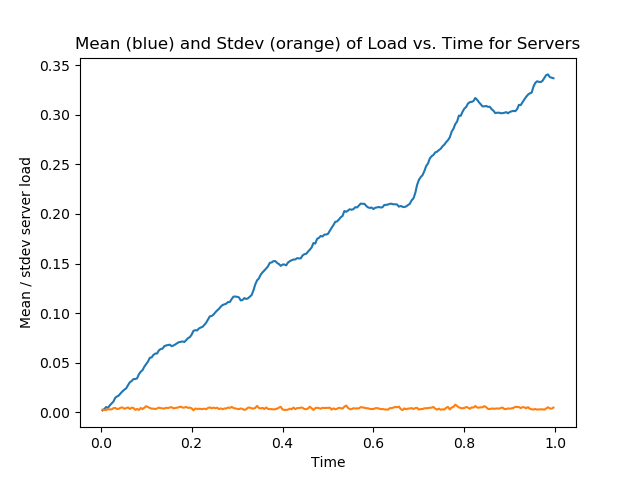 Mean (blue) and Stdev (orange) of Load vs. Time for Servers
0.35
0.30
0.25
0.20
0.15
0.10
0.05
0.00
Mean / stdev server load
0.0 0.2 0.4 0.6 0.8 1.0
Time